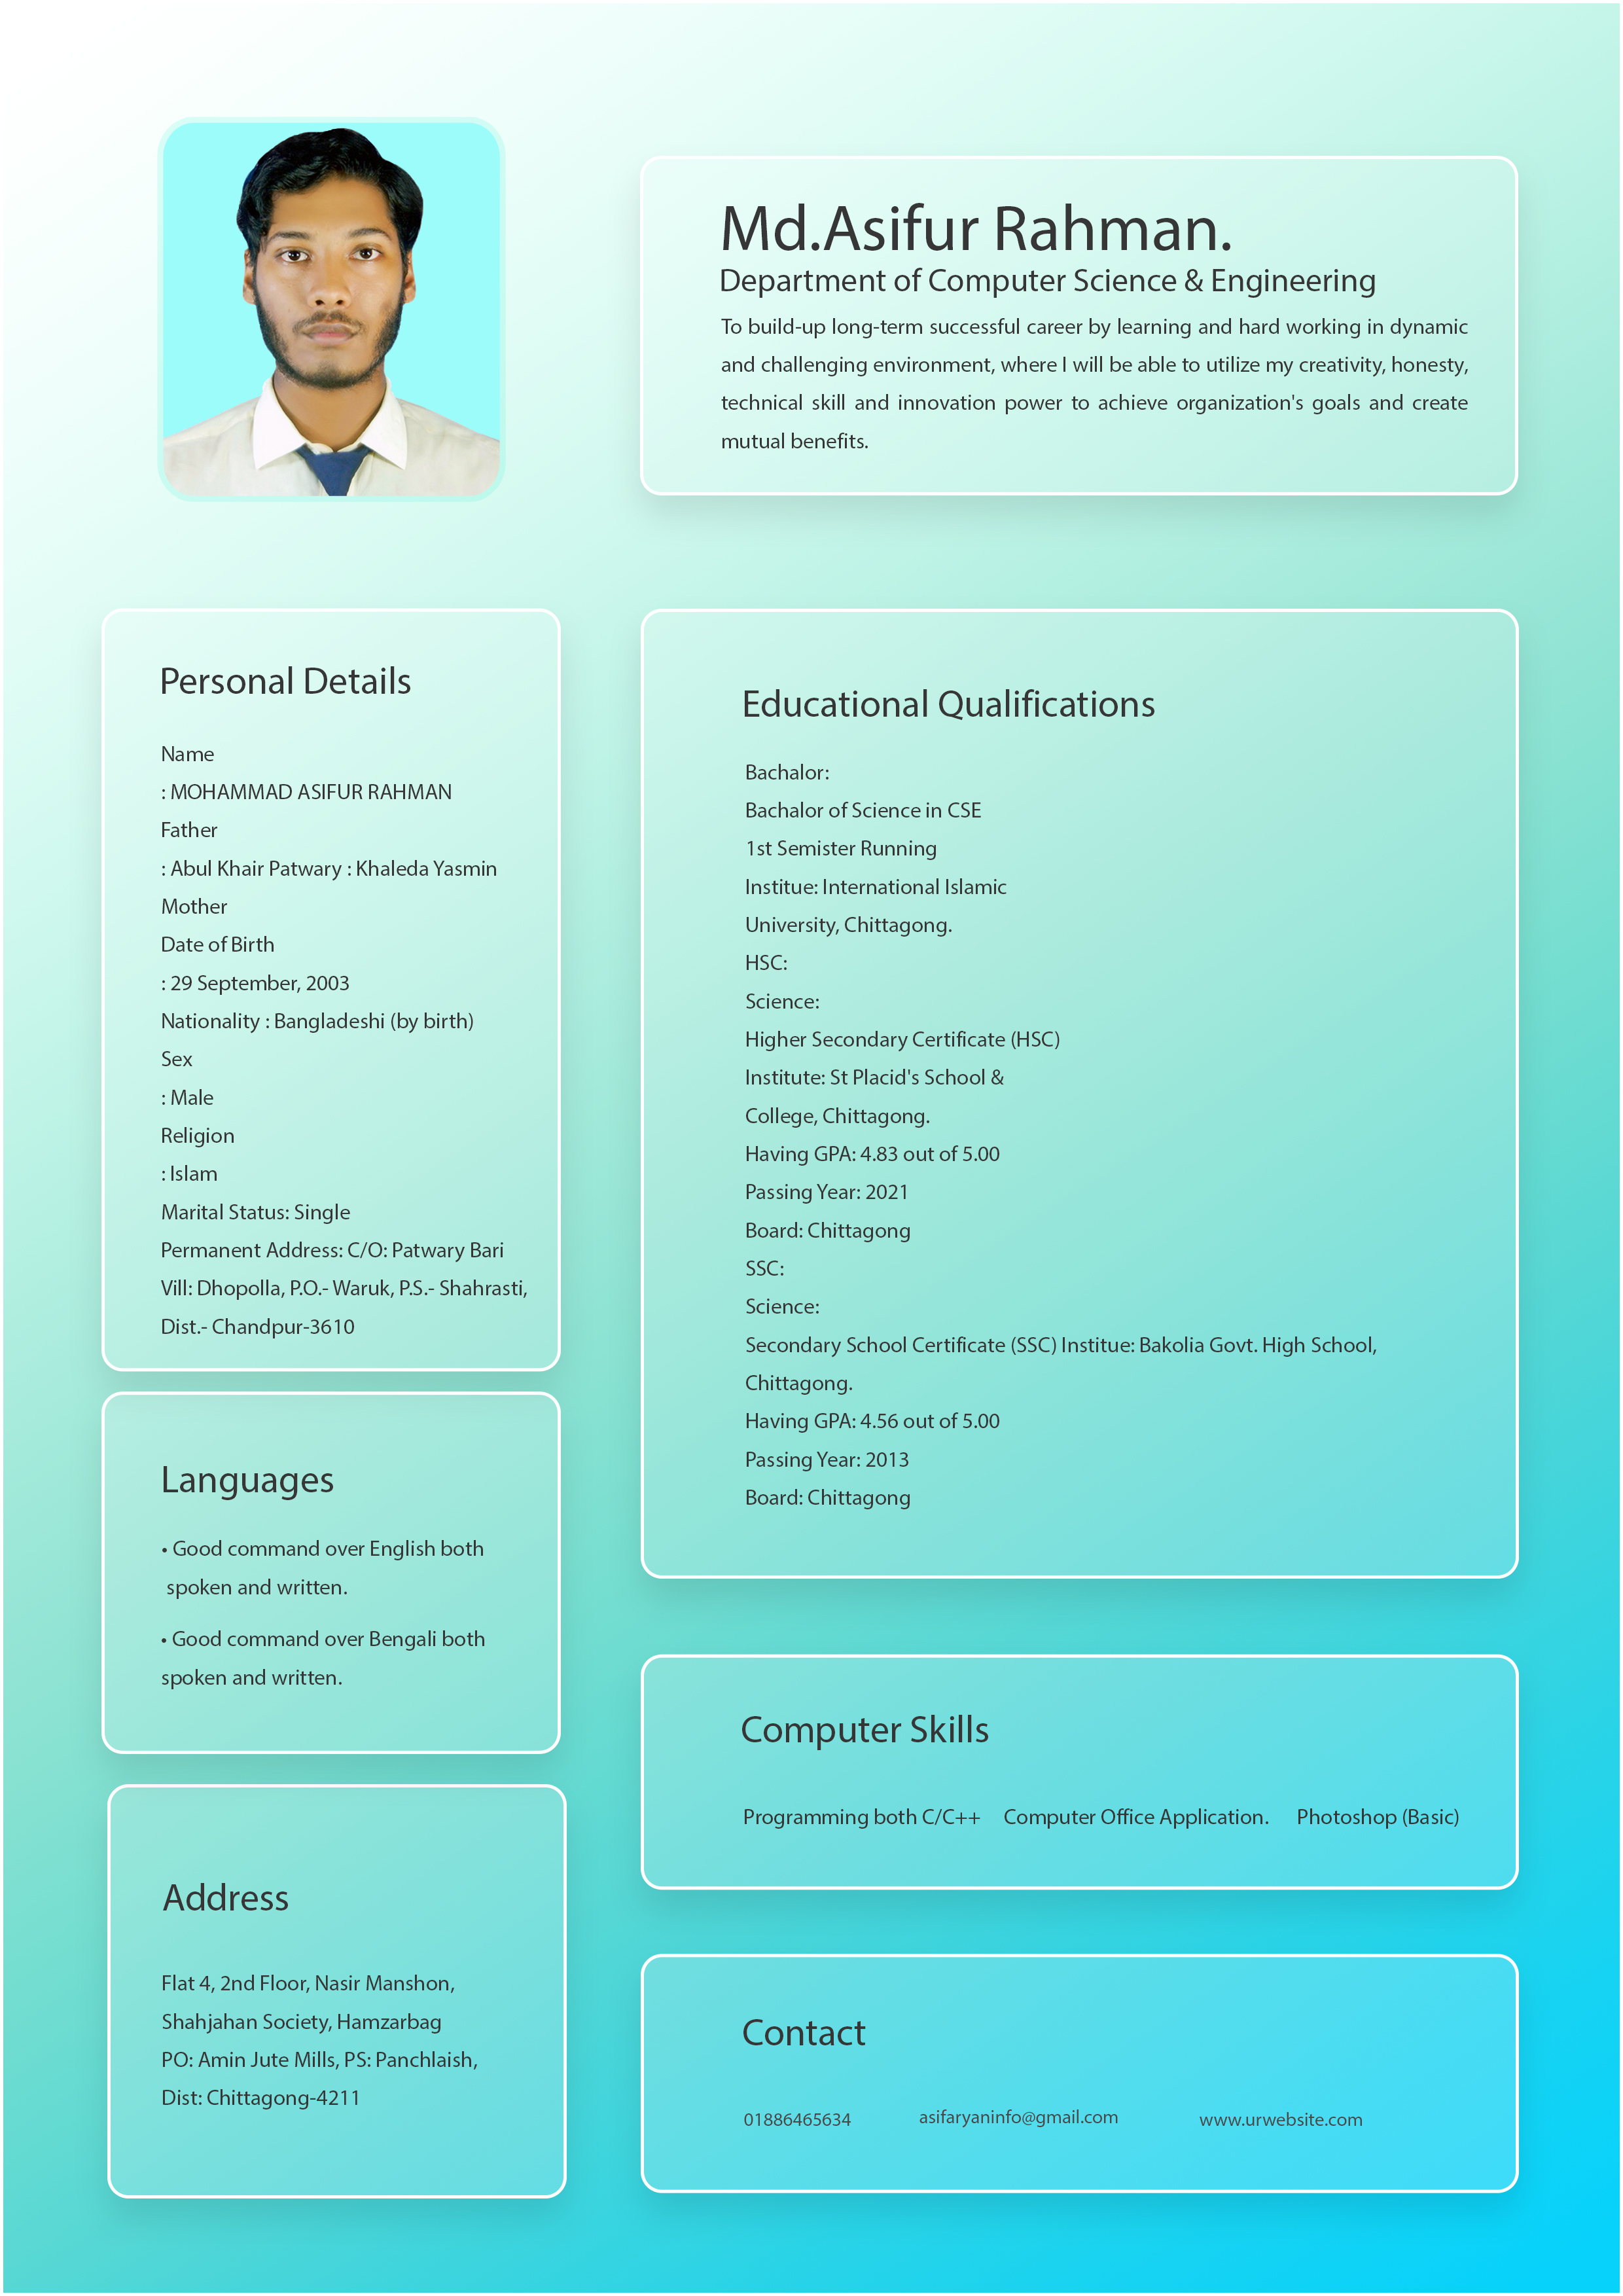 Md.Asifur Rahman.
Department of Computer Science & Engineering
To build-up long-term successful career by learning and hard working in dynamic
and challenging environment, where I will be able to utilize my creativity, honesty,
technical skill and innovation power to achieve organization's goals and create
mutual benefits.
Personal Details
Name
: MOHAMMAD ASIFUR RAHMAN
Father
: Abul Khair Patwary : Khaleda Yasmin
Mother
Date of Birth
: 29 September, 2003
Nationality : Bangladeshi (by birth)
Sex
: Male
Religion
: Islam
Marital Status: Single
Permanent Address: C/O: Patwary Bari
Vill: Dhopolla, P.O.- Waruk, P.S.- Shahrasti,
Dist.- Chandpur-3610
Languages
• Good command over English both
spoken and written.
• Good command over Bengali both
spoken and written.
Address
Flat 4, 2nd Floor, Nasir Manshon,
Shahjahan Society, Hamzarbag
PO: Amin Jute Mills, PS: Panchlaish,
Dist: Chittagong-4211
Educational Qualifications
Bachalor:
Bachalor of Science in CSE
1st Semister Running
Institue: International Islamic
University, Chittagong.
HSC:
Science:
Higher Secondary Certificate (HSC)
Institute: St Placid's School &
College, Chittagong.
Having GPA: 4.83 out of 5.00
Passing Year: 2021
Board: Chittagong
SSC:
Science:
Secondary School Certificate (SSC) Institue: Bakolia Govt. High School,
Chittagong.
Having GPA: 4.56 out of 5.00
Passing Year: 2013
Board: Chittagong
Computer Skills
Programming both C/C++ Computer Office Application. Photoshop (Basic)
Contact
01886465634 asifaryaninfo@gmail.com www.urwebsite.com